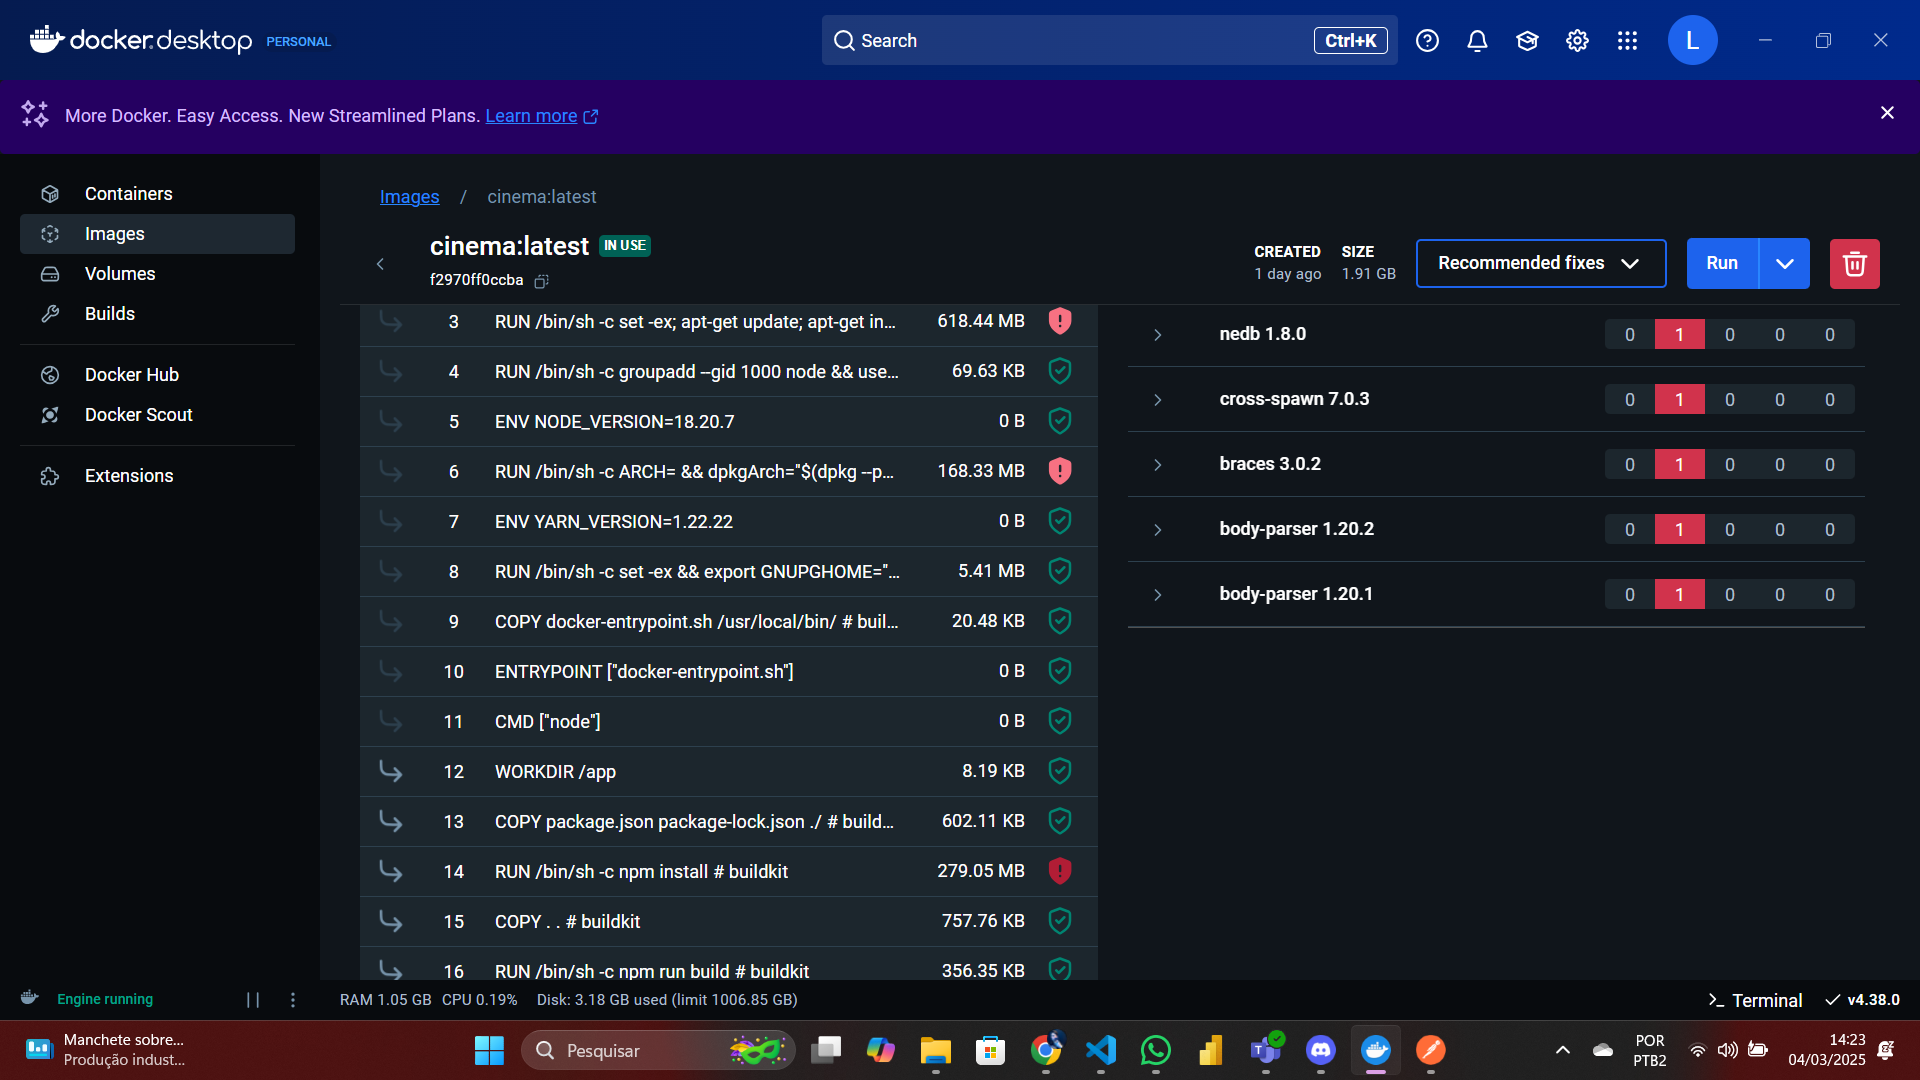 docker.desktop PERSONAL
Search
Ctrl+K
L
More Docker. Easy Access. New Streamlined Plans. Learn more
Containers
Images
Volumes
Builds
Docker Hub
Docker Scout
Extensions
Images / cinema:latest
cinema:latest IN USE
f2970ff0ccba
CREATED
1 day ago
SIZE
1.91 GB
Recommended fixes
Run
3 RUN /bin/sh -c set -ex; apt-get update; apt-get in... 618.44 MB
4 RUN /bin/sh -c groupadd --gid 1000 node && use... 69.63 KB
5 ENV NODE_VERSION=18.20.7 0 B
6 RUN /bin/sh -c ARCH= && dpkgArch="$(dpkg --p... 168.33 MB
7 ENV YARN_VERSION=1.22.22 0 B
8 RUN /bin/sh -c set -ex && export GNUPGHOME="... 5.41 MB
9 COPY docker-entrypoint.sh /usr/local/bin/ # buil... 20.48 KB
10 ENTRYPOINT ["docker-entrypoint.sh"] 0 B
11 CMD ["node"] 0 B
12 WORKDIR /app 8.19 KB
13 COPY package.json package-lock.json ./ # build... 602.11 KB
14 RUN /bin/sh -c npm install # buildkit 279.05 MB
15 COPY . . # buildkit 757.76 KB
16 RUN /bin/sh -c npm run build # buildkit 356.35 KB
nedb 1.8.0 0 1 0 0 0
cross-spawn 7.0.3 0 1 0 0 0
braces 3.0.2 0 1 0 0 0
body-parser 1.20.2 0 1 0 0 0
body-parser 1.20.1 0 1 0 0 0
Engine running
RAM 1.05 GB CPU 0.19% Disk: 3.18 GB used (limit 1006.85 GB)
Terminal
v4.38.0
Manchete sobre...
Produção indust...
Pesquisar
POR
PTB2
14:23
04/03/2025